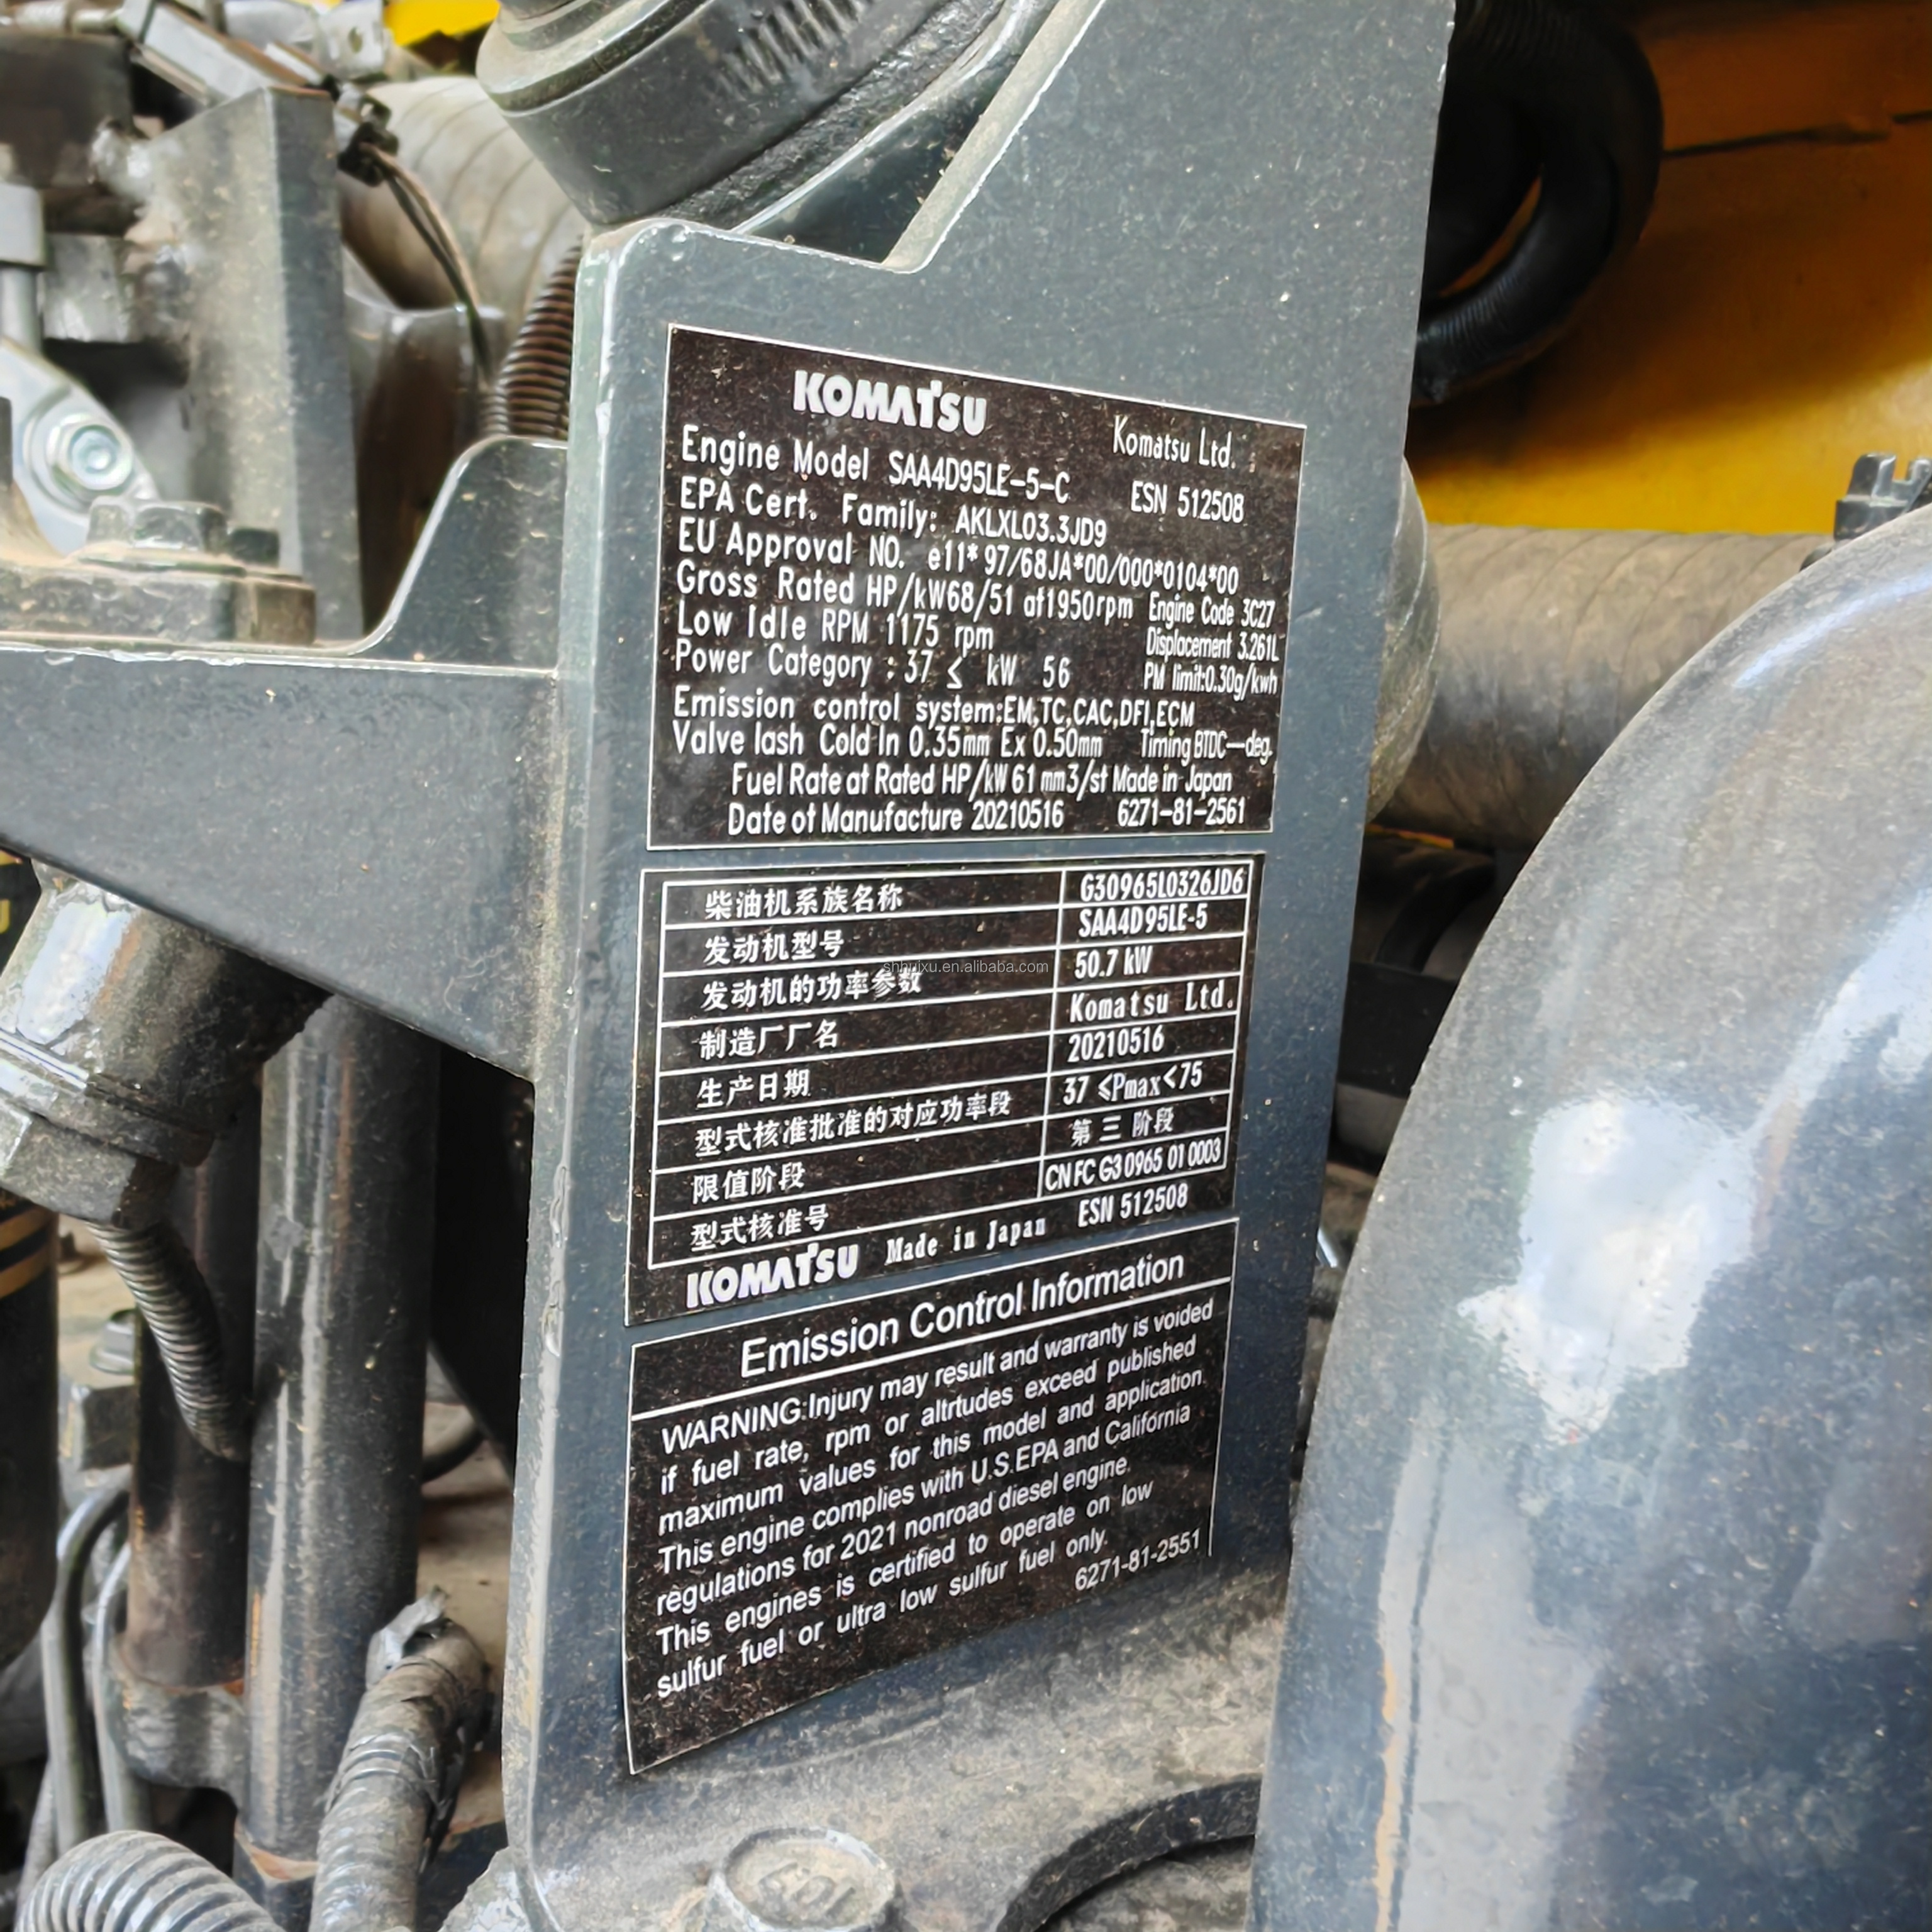 KOMATSU Komatsu Ltd.
Engine Model SAA4D95LE-5-C ESN 512508
EPA Cert. Family: AKLXL03.3JD9
EU Approval NO. e11*97/68JA*00/000*0104*00
Gross Rated HP/kW68/51 at1950rpm Engine Code 3C27
Low Idle RPM 1175 rpm Displacement 3.261L
Power Category : 37 ≤ kW 56 PM limit:0.30g/kwh
Emission control system:EM,TC,CAC,DFI,ECM
Valve lash Cold In 0.35mm Ex 0.50mm Timing BTDC—deg.
Fuel Rate at Rated HP/kW 61 mm3/st Made in Japan
Date of Manufacture 20210516 6271-81-2561
柴油机系族名称 G30965L0326JD6
发动机型号 SAA4D95LE-5
发动机的功率参数 50.7 kW
shhuixu.en.alibaba.com
制造厂厂名 Komatsu Ltd.
生产日期 20210516
型式核准批准的对应功率段 37 ≤Pmax<75
限值阶段 第三阶段
型式核准号 CN FC G3 0965 01 0003
KOMATSU Made in Japan ESN 512508
Emission Control Information
WARNING:Injury may result and warranty is voided
if fuel rate, rpm or altrtudes exceed published
maximum values for this model and application
This engine complies with U.S.EPA and California
regulations for 2021 nonroad diesel engine.
This engines is certified to operate on low
sulfur fuel or ultra low sulfur fuel only.
6271-81-2551